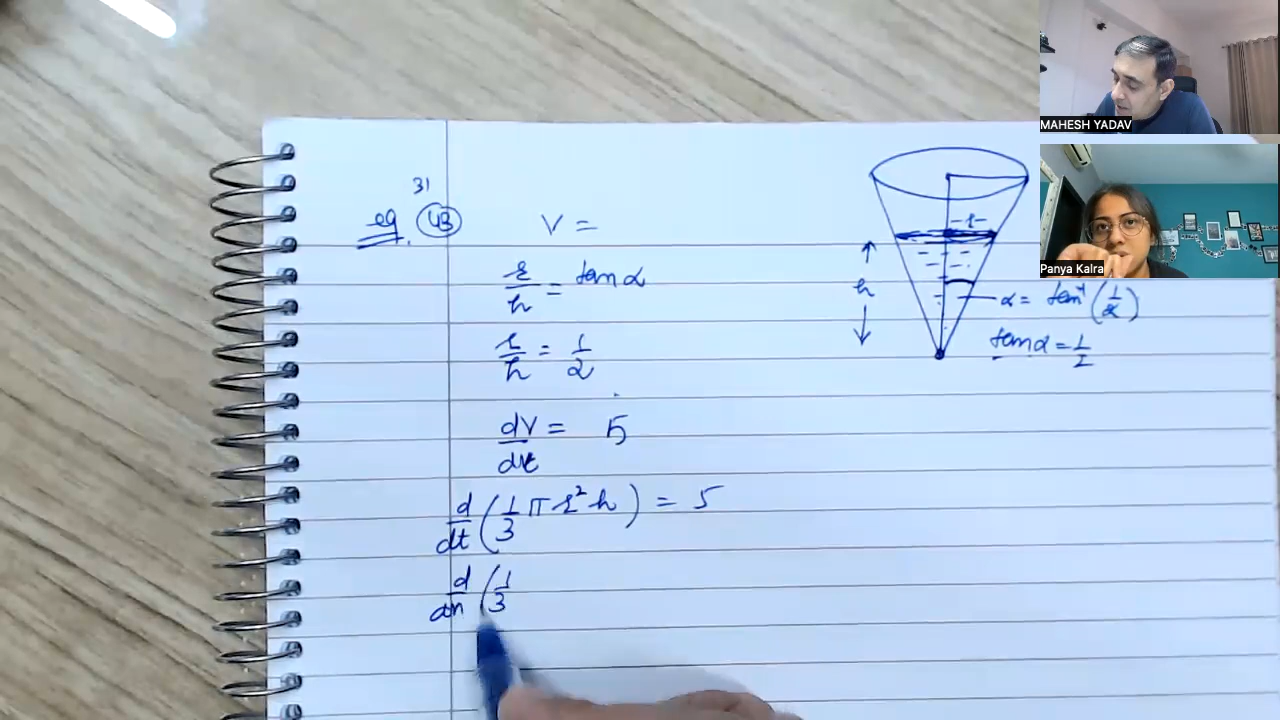 31
eg. 43
V =
r/h = tan α
r/h = 1/2
dV/dt = 5
d/dt (1/3 π r² h) = 5
d/dh (1/3
r
h
α = tan⁻¹ (1/2)
tan α = 1/2
MAHESH YADAV
Panya Kalra